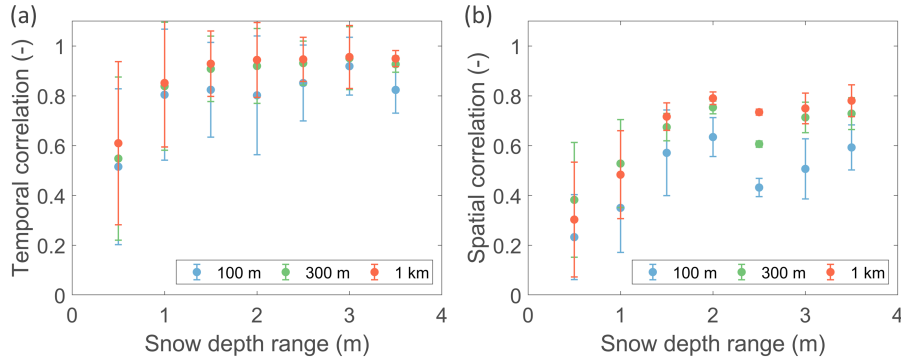 (a)
Temporal correlation (-)
1
0.8
0.6
0.4
0.2
0
100 m 300 m 1 km
0 1 2 3 4
Snow depth range (m)
(b)
Spatial correlation (-)
1
0.8
0.6
0.4
0.2
0
100 m 300 m 1 km
0 1 2 3 4
Snow depth range (m)